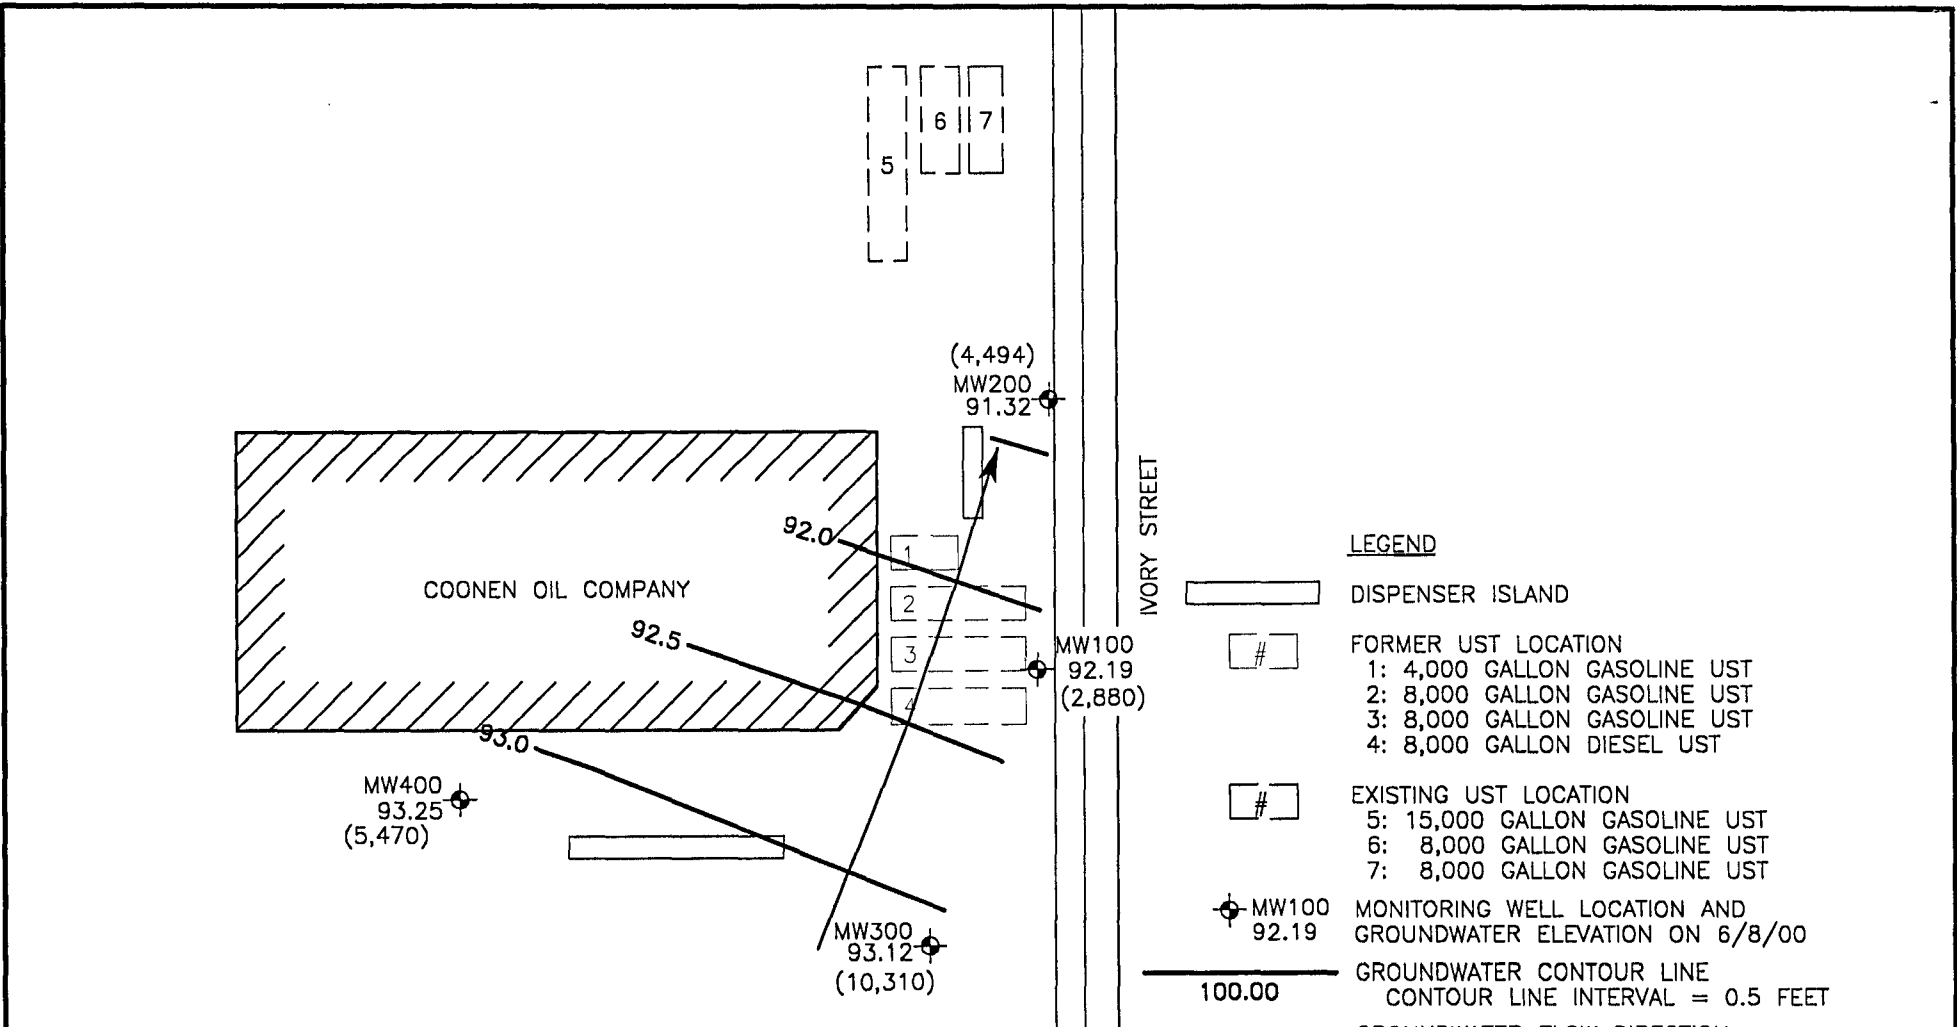 5
6
7
(4,494)
MW200
91.32
IVORY STREET
92.0
92.5
93.0
COONEN OIL COMPANY
1
2
3
4
MW100
92.19
(2,880)
MW400
93.25
(5,470)
MW300
93.12
(10,310)
LEGEND
DISPENSER ISLAND
#
FORMER UST LOCATION
1: 4,000 GALLON GASOLINE UST
2: 8,000 GALLON GASOLINE UST
3: 8,000 GALLON GASOLINE UST
4: 8,000 GALLON DIESEL UST
#
EXISTING UST LOCATION
5: 15,000 GALLON GASOLINE UST
6: 8,000 GALLON GASOLINE UST
7: 8,000 GALLON GASOLINE UST
MW100
92.19
MONITORING WELL LOCATION AND
GROUNDWATER ELEVATION ON 6/8/00
100.00
GROUNDWATER CONTOUR LINE
CONTOUR LINE INTERVAL = 0.5 FEET
GROUNDWATER FLOW DIRECTION